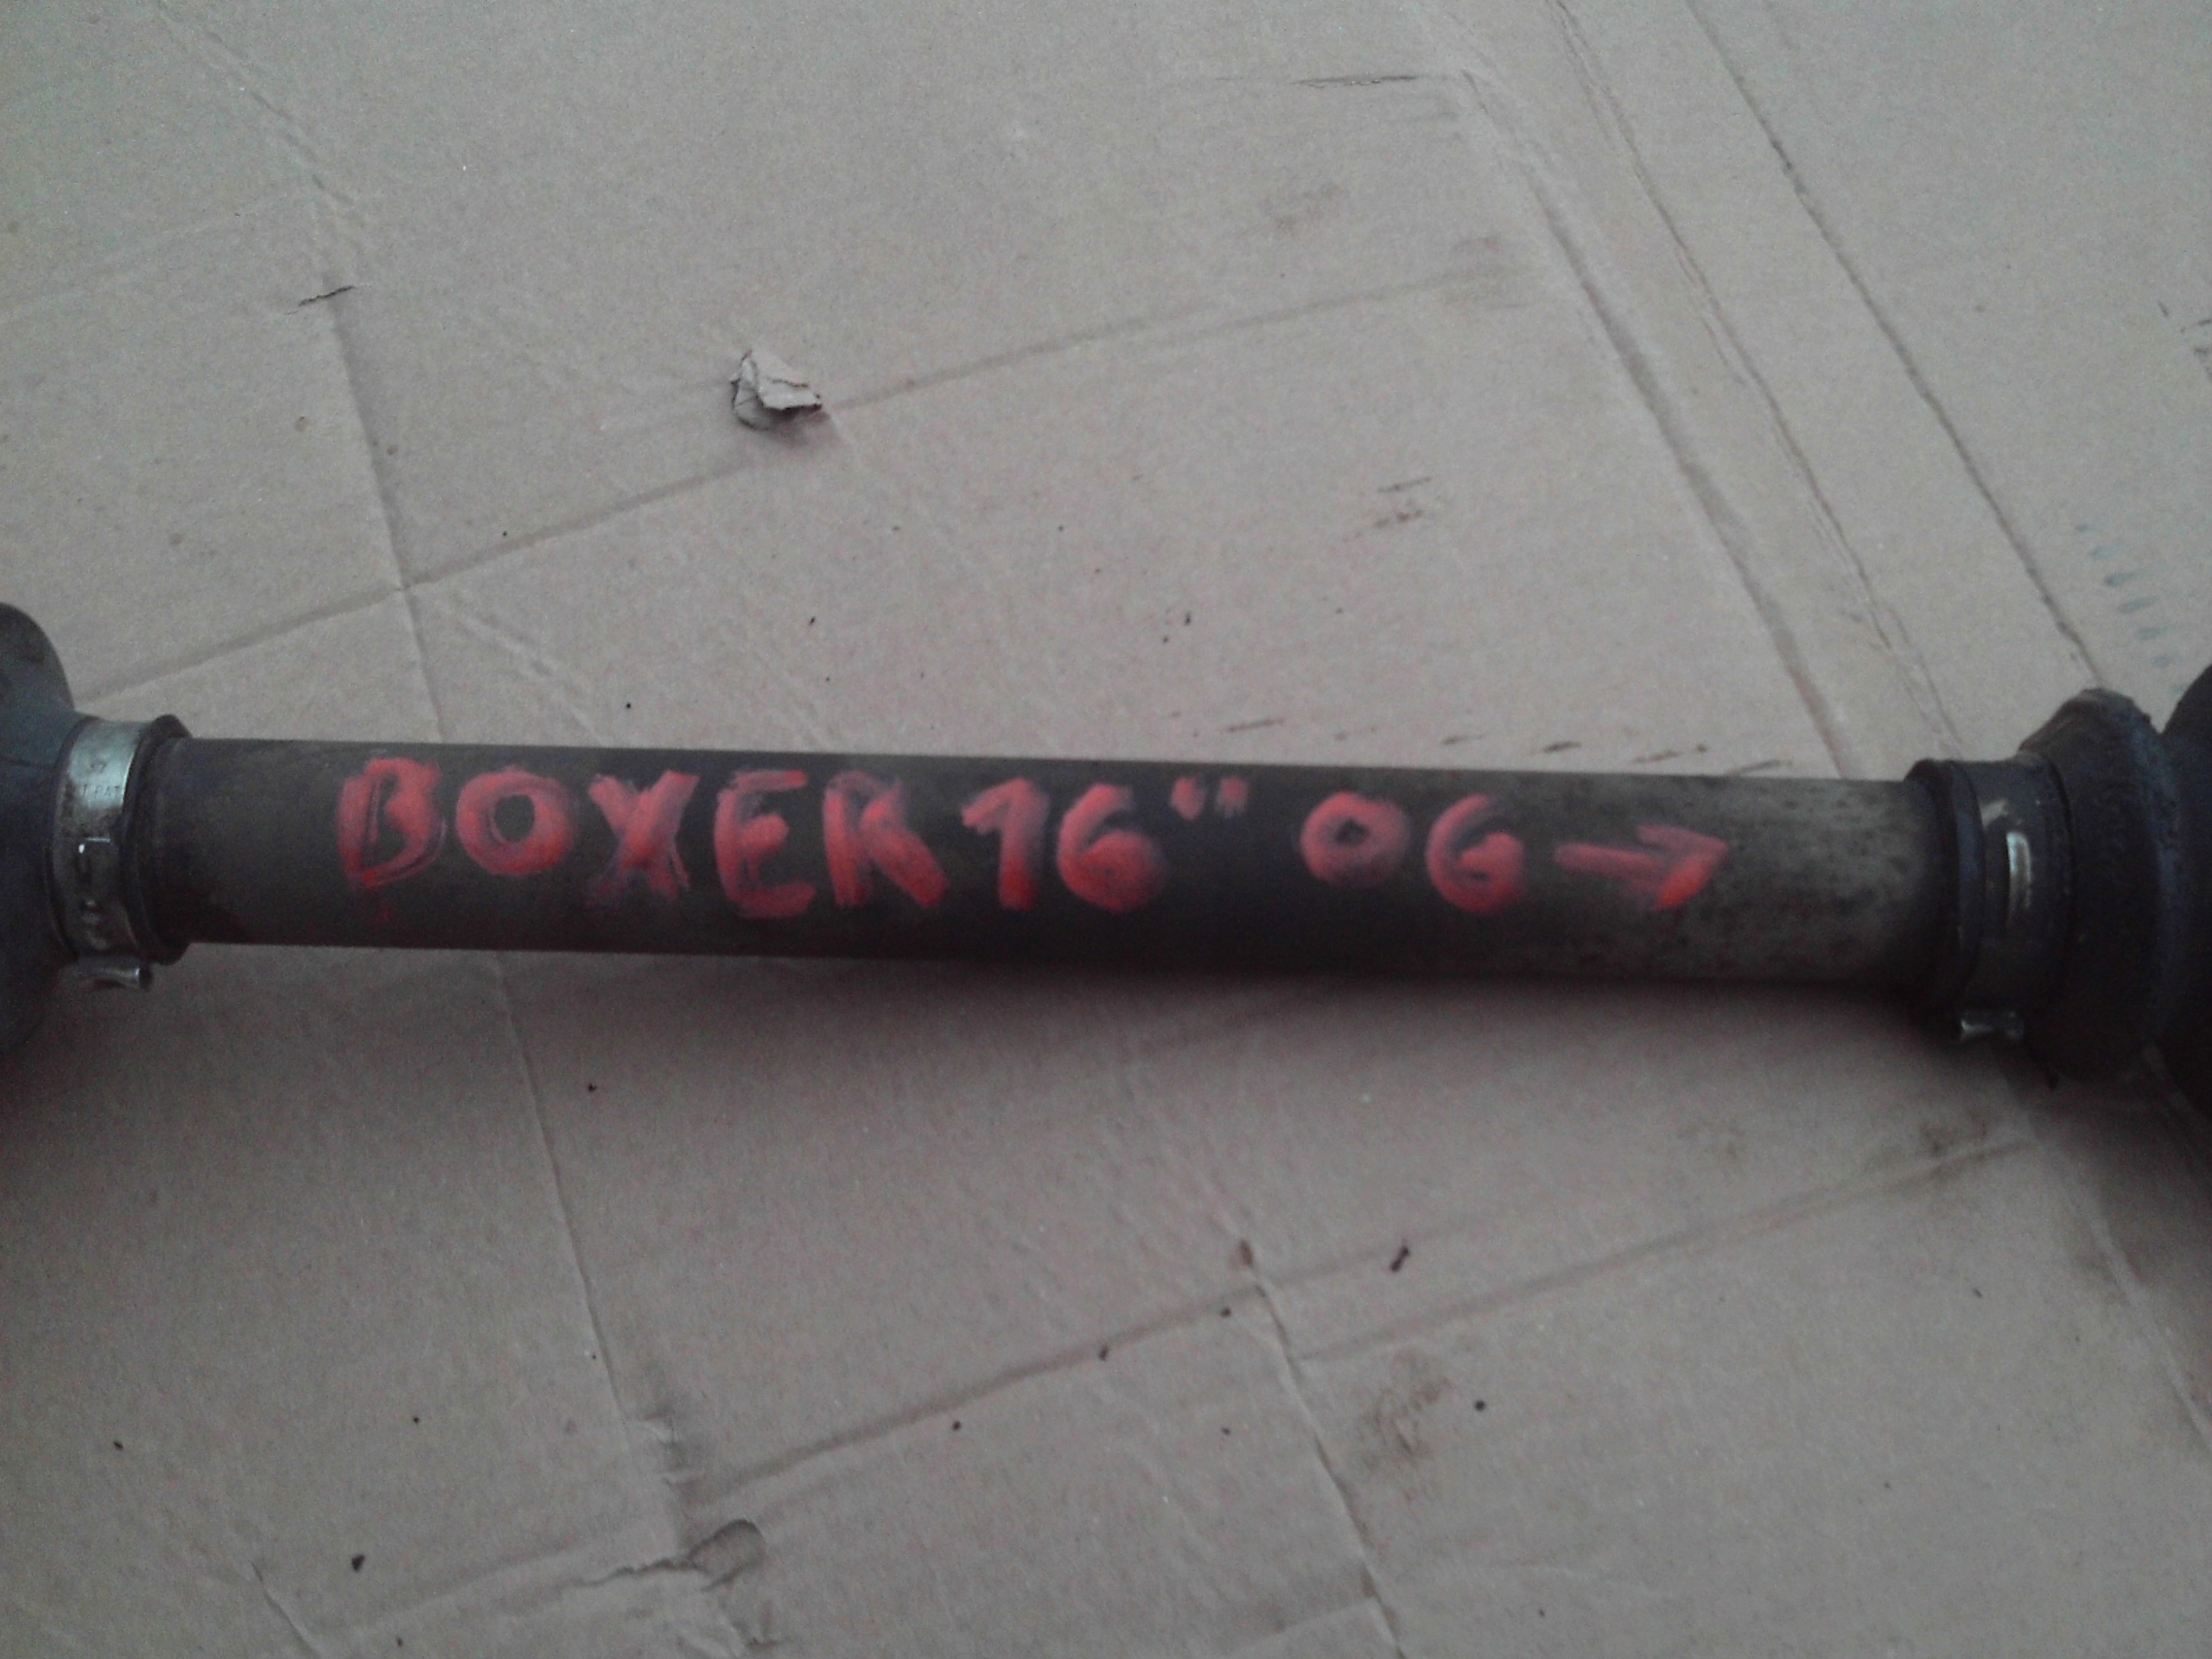 BOXER 16" 06 →